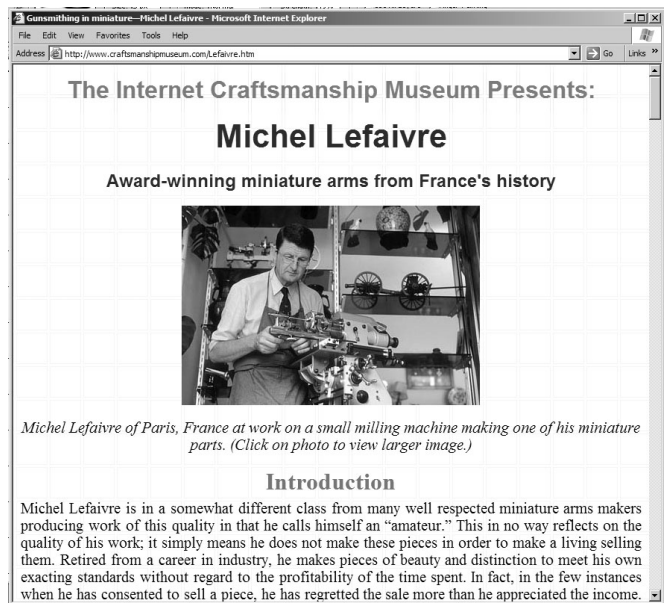 Gunsmithing in miniature—Michel Lefaivre - Microsoft Internet Explorer
File Edit View Favorites Tools Help
Address http://www.craftsmanshipmuseum.com/Lefaivre.htm Go Links »
The Internet Craftsmanship Museum Presents:
Michel Lefaivre
Award-winning miniature arms from France's history
Michel Lefaivre of Paris, France at work on a small milling machine making one of his miniature
parts. (Click on photo to view larger image.)
Introduction
Michel Lefaivre is in a somewhat different class from many well respected miniature arms makers
producing work of this quality in that he calls himself an “amateur.” This in no way reflects on the
quality of his work; it simply means he does not make these pieces in order to make a living selling
them. Retired from a career in industry, he makes pieces of beauty and distinction to meet his own
exacting standards without regard to the profitability of the time spent. In fact, in the few instances
when he has consented to sell a piece, he has regretted the sale more than he appreciated the income.